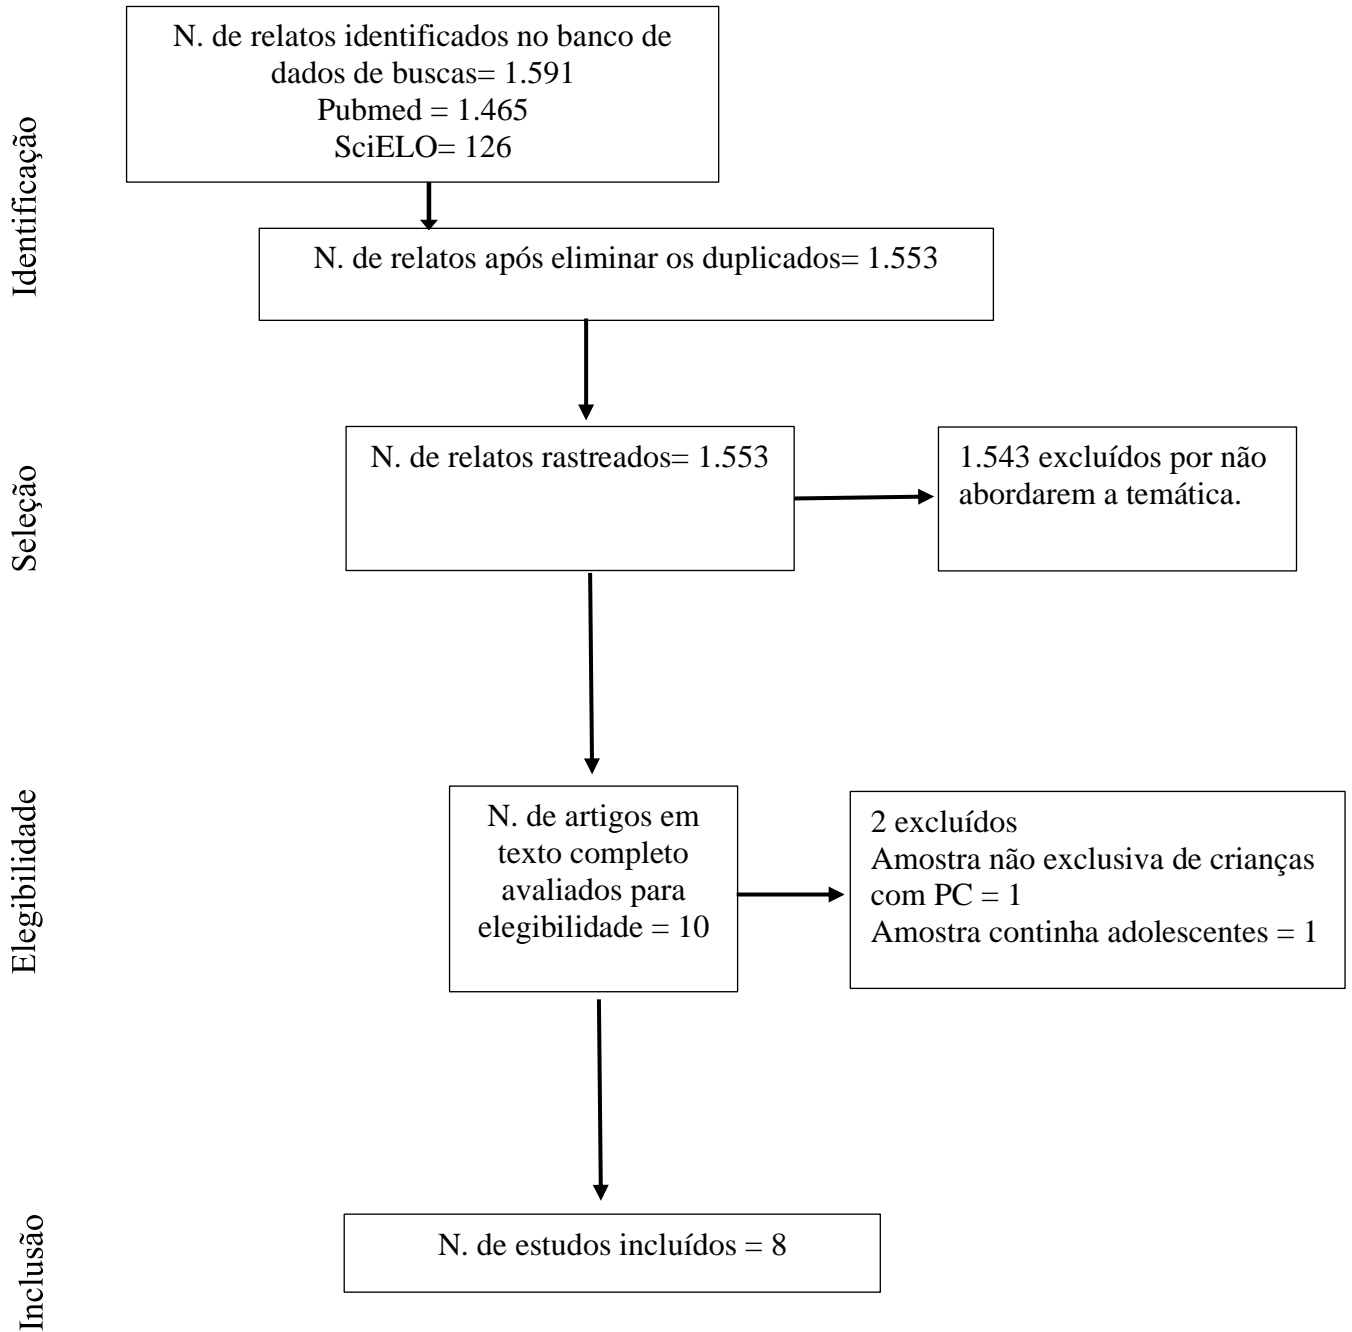 Identificação
N. de relatos identificados no banco de
dados de buscas= 1.591
Pubmed = 1.465
SciELO= 126
N. de relatos após eliminar os duplicados= 1.553
Seleção
N. de relatos rastreados= 1.553
1.543 excluídos por não
abordarem a temática.
Elegibilidade
N. de artigos em
texto completo
avaliados para
elegibilidade = 10
2 excluídos
Amostra não exclusiva de crianças
com PC = 1
Amostra continha adolescentes = 1
Inclusão
N. de estudos incluídos = 8